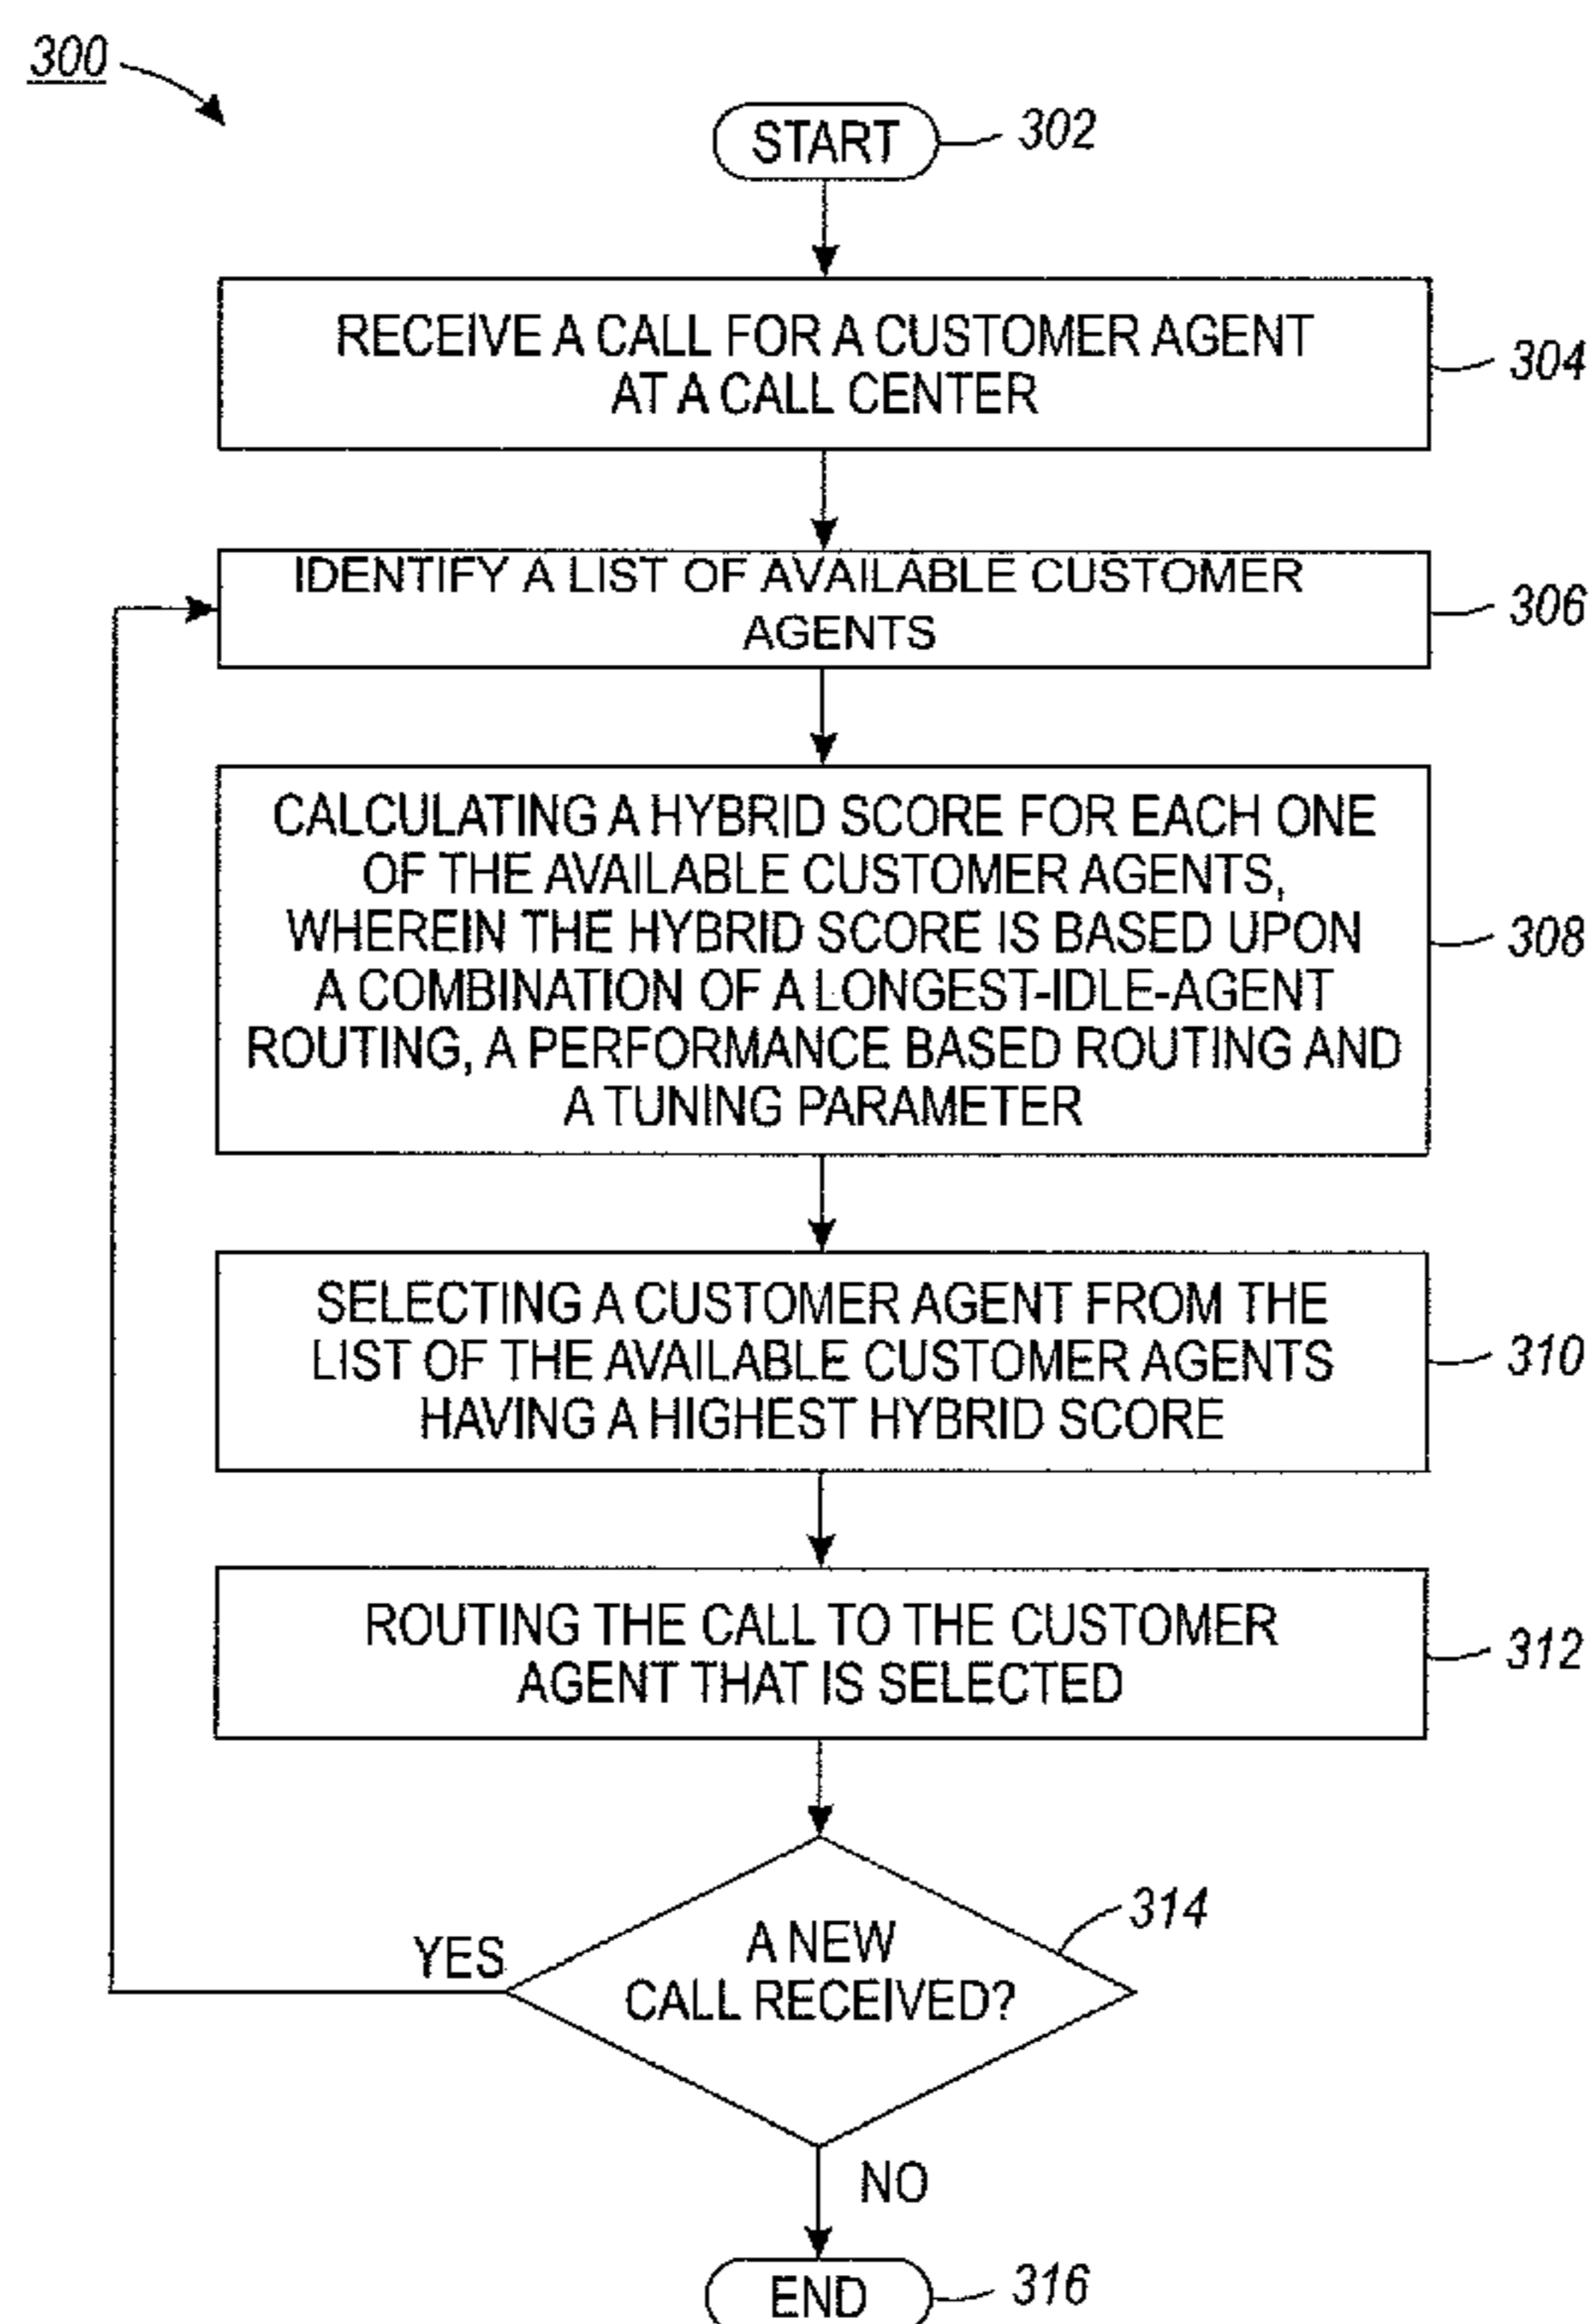 300
START
302
RECEIVE A CALL FOR A CUSTOMER AGENT
AT A CALL CENTER
304
IDENTIFY A LIST OF AVAILABLE CUSTOMER
AGENTS
306
CALCULATING A HYBRID SCORE FOR EACH ONE
OF THE AVAILABLE CUSTOMER AGENTS,
WHEREIN THE HYBRID SCORE IS BASED UPON
A COMBINATION OF A LONGEST-IDLE-AGENT
ROUTING, A PERFORMANCE BASED ROUTING AND
A TUNING PARAMETER
308
SELECTING A CUSTOMER AGENT FROM THE
LIST OF THE AVAILABLE CUSTOMER AGENTS
HAVING A HIGHEST HYBRID SCORE
310
ROUTING THE CALL TO THE CUSTOMER
AGENT THAT IS SELECTED
312
A NEW
CALL RECEIVED?
314
YES
NO
END
316